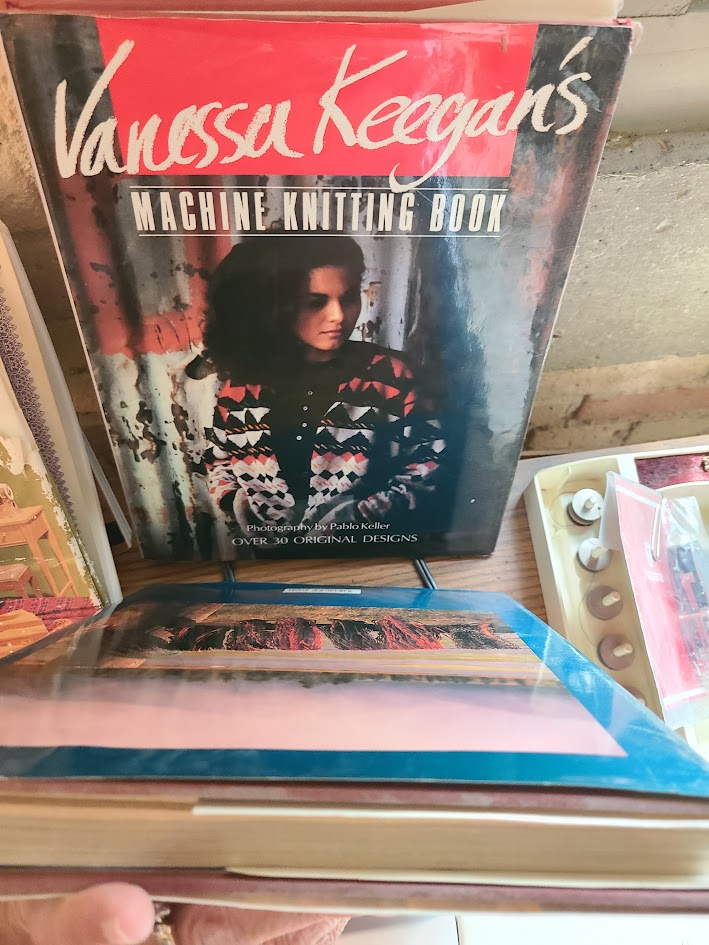 Vanessa Keegan's
MACHINE KNITTING BOOK
Photography by Pablo Keller
OVER 30 ORIGINAL DESIGNS